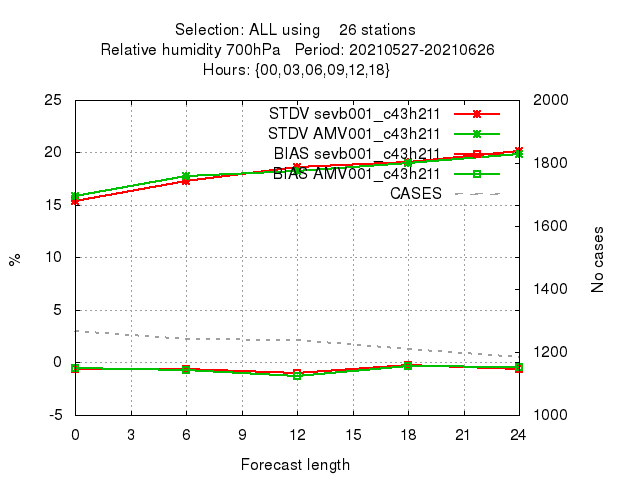 Selection: ALL using    26 stations
Relative humidity 700hPa   Period: 20210527-20210626
Hours: {00,03,06,09,12,18}
25
20
15
10
5
0
-5
%
STDV sevb001_c43h211
STDV AMV001_c43h211
BIAS sevb001_c43h211
BIAS AMV001_c43h211
CASES
2000
1800
1600
1400
1200
1000
No cases
0 3 6 9 12 15 18 21 24
Forecast length